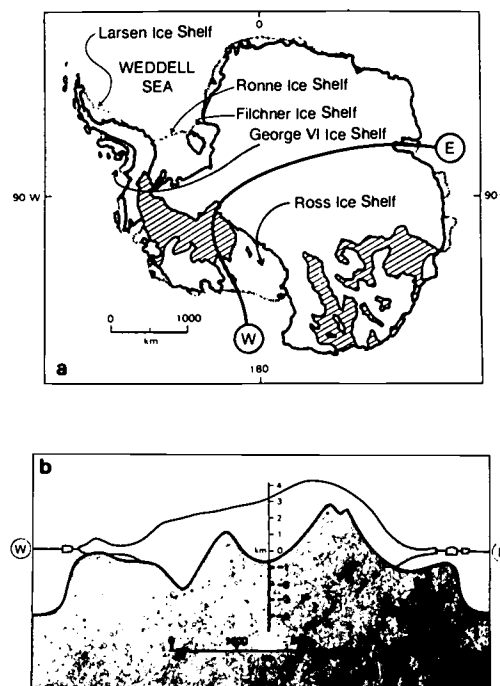 0
Larsen Ice Shelf
WEDDELL
SEA
Ronne Ice Shelf
Filchner Ice Shelf
George VI Ice Shelf
E
90 W
90
Ross Ice Shelf
0 1000
km
W
a
180
b
4
3
2
1
km 0
W